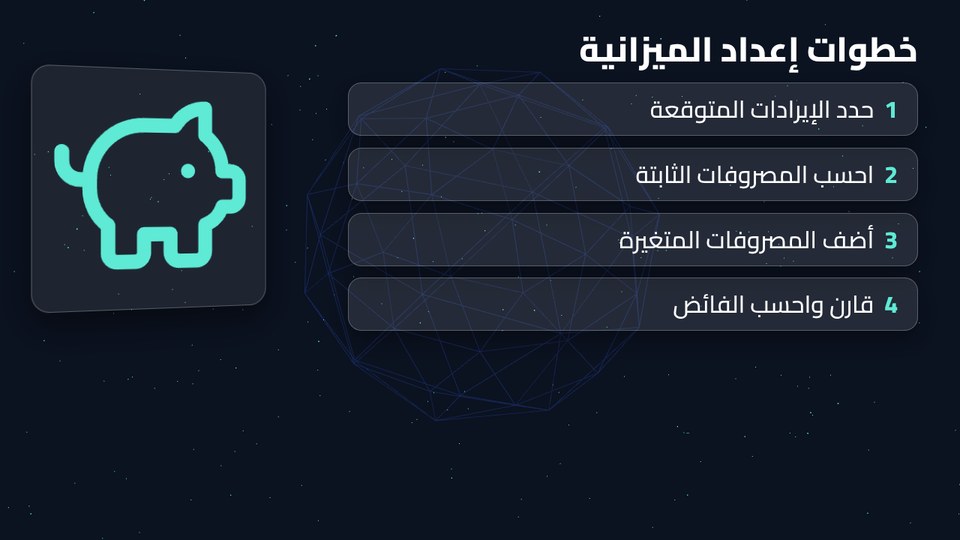 خطوات إعداد الميزانية
1 حدد الإيرادات المتوقعة
2 احسب المصروفات الثابتة
3 أضف المصروفات المتغيرة
4 قارن واحسب الفائض